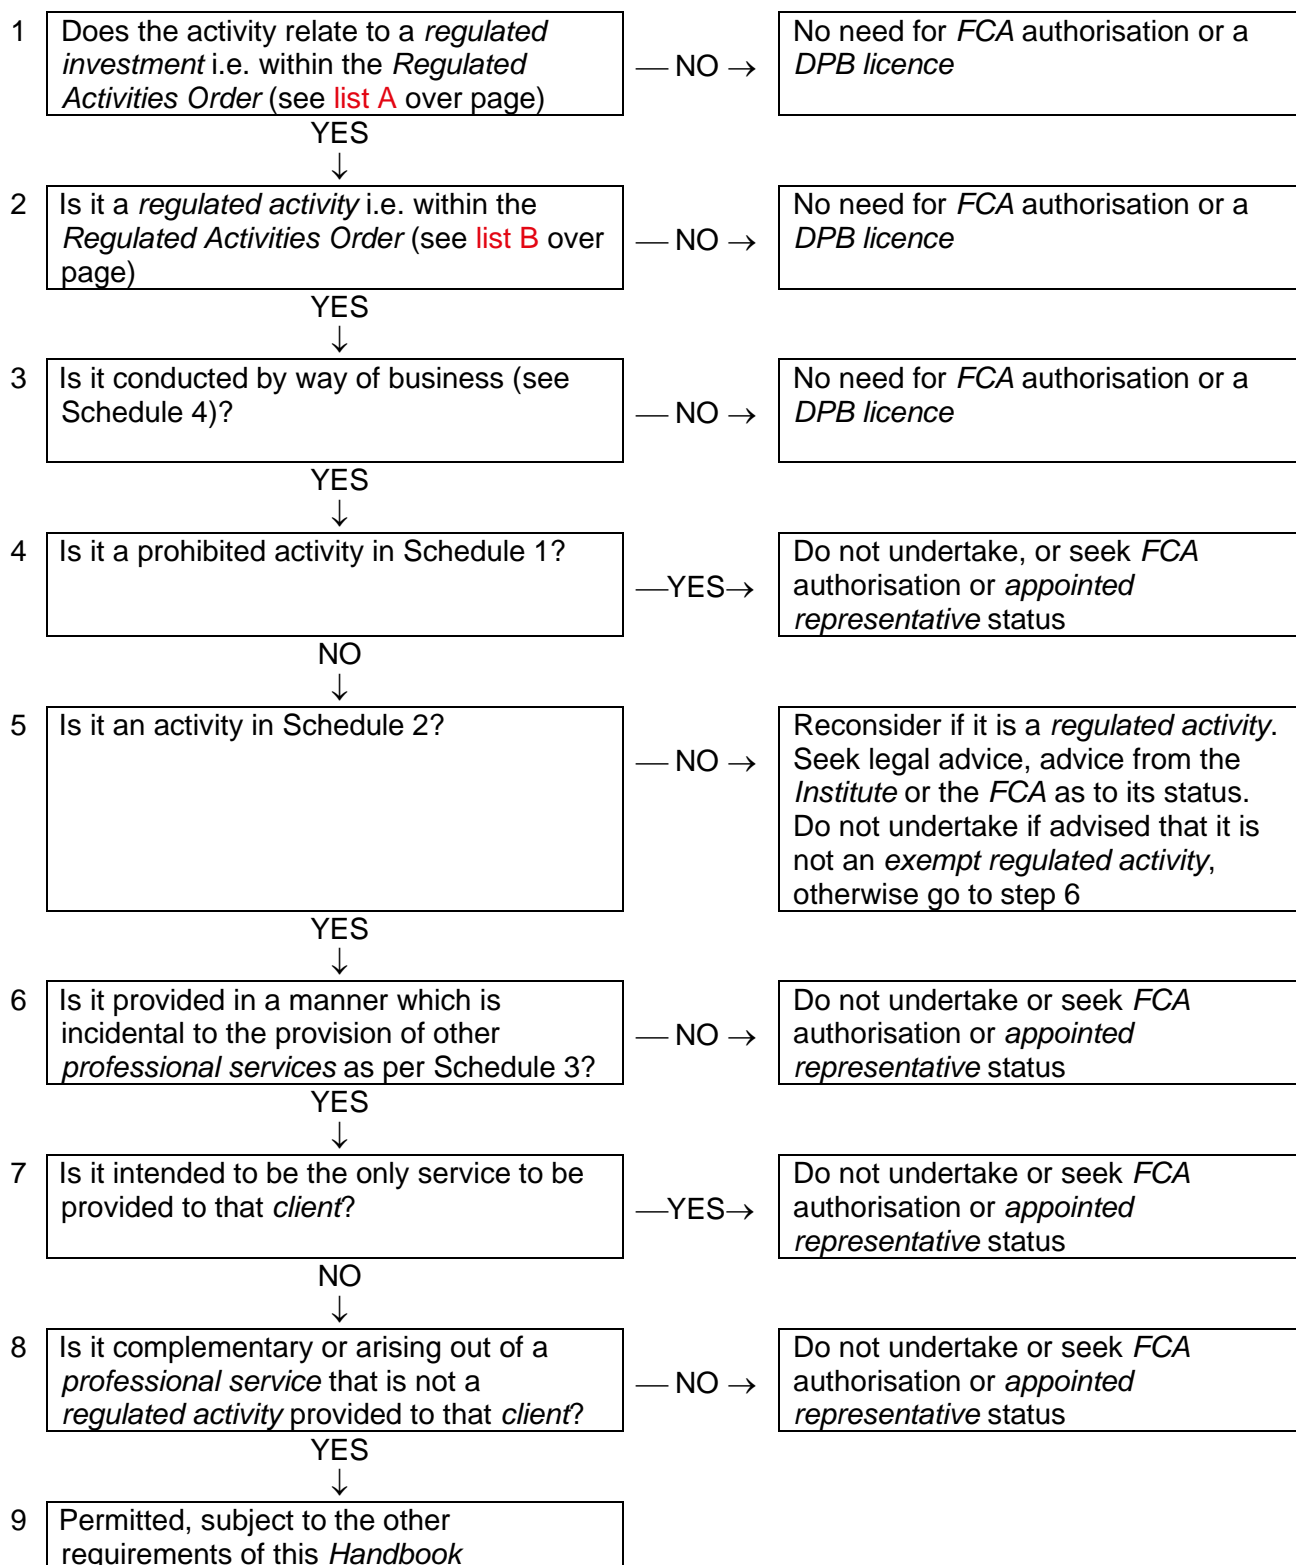 1 Does the activity relate to a regulated
investment i.e. within the Regulated
Activities Order (see list A over page)
— NO →
No need for FCA authorisation or a
DPB licence
YES
↓
2 Is it a regulated activity i.e. within the
Regulated Activities Order (see list B over
page)
— NO →
No need for FCA authorisation or a
DPB licence
YES
↓
3 Is it conducted by way of business (see
Schedule 4)?
— NO →
No need for FCA authorisation or a
DPB licence
YES
↓
4 Is it a prohibited activity in Schedule 1?
—YES→
Do not undertake, or seek FCA
authorisation or appointed
representative status
NO
↓
5 Is it an activity in Schedule 2?
— NO →
Reconsider if it is a regulated activity.
Seek legal advice, advice from the
Institute or the FCA as to its status.
Do not undertake if advised that it is
not an exempt regulated activity,
otherwise go to step 6
YES
↓
6 Is it provided in a manner which is
incidental to the provision of other
professional services as per Schedule 3?
— NO →
Do not undertake or seek FCA
authorisation or appointed
representative status
YES
↓
7 Is it intended to be the only service to be
provided to that client?
—YES→
Do not undertake or seek FCA
authorisation or appointed
representative status
NO
↓
8 Is it complementary or arising out of a
professional service that is not a
regulated activity provided to that client?
— NO →
Do not undertake or seek FCA
authorisation or appointed
representative status
YES
↓
9 Permitted, subject to the other
requirements of this Handbook